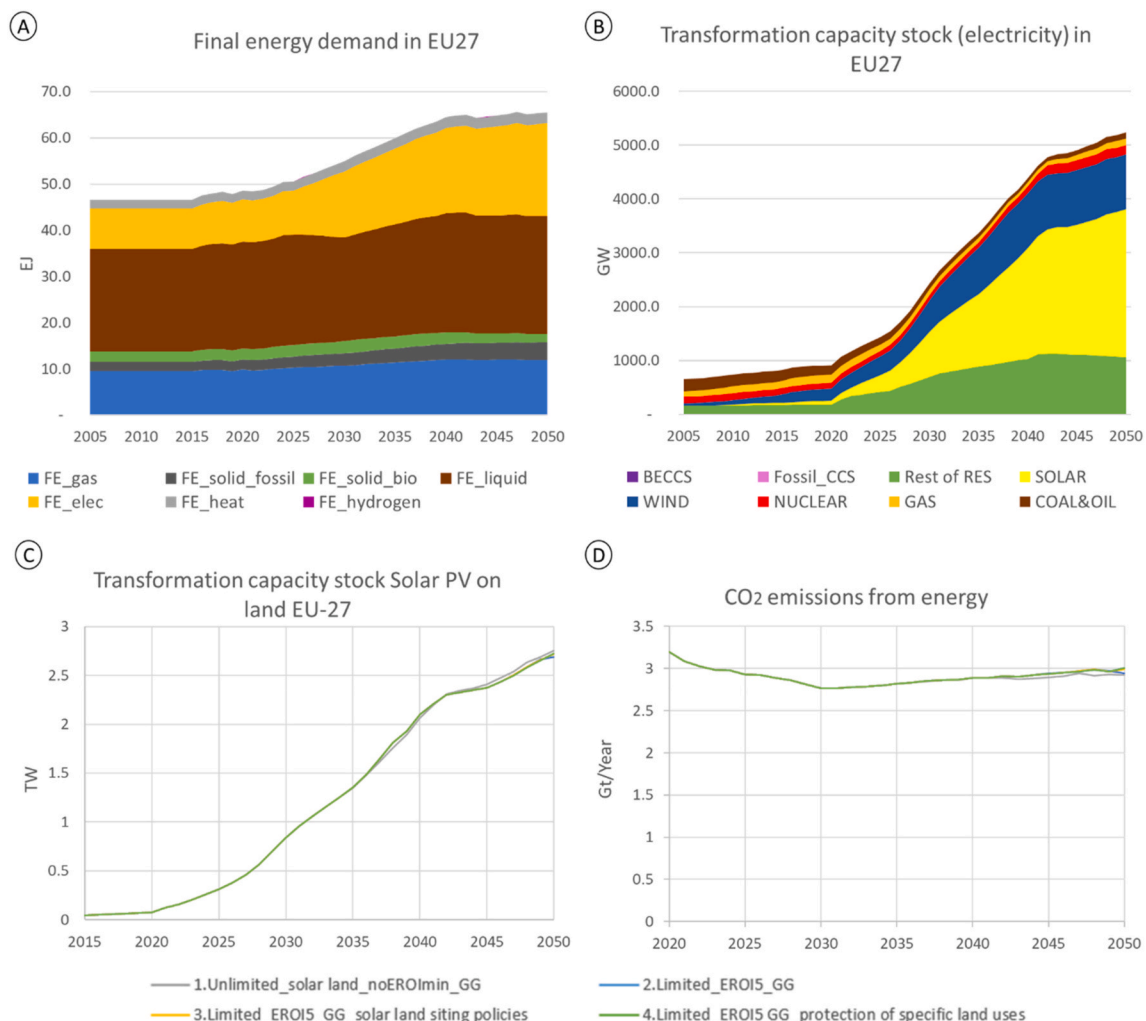 A
Final energy demand in EU27
70.0
60.0
50.0
40.0
30.0
20.0
10.0
-
EJ
2005 2010 2015 2020 2025 2030 2035 2040 2045 2050
FE_gas FE_solid_fossil FE_solid_bio FE_liquid
FE_elec FE_heat FE_hydrogen
B
Transformation capacity stock (electricity) in
EU27
6000.0
5000.0
4000.0
3000.0
2000.0
1000.0
-
GW
2005 2010 2015 2020 2025 2030 2035 2040 2045 2050
BECCS Fossil_CCS Rest of RES SOLAR
WIND NUCLEAR GAS COAL&OIL
C
Transformation capacity stock Solar PV on
land EU-27
3
2.5
2
1.5
1
0.5
0
TW
2015 2020 2025 2030 2035 2040 2045 2050
D
CO2 emissions from energy
3.5
3
2.5
2
1.5
1
0.5
0
Gt/Year
2020 2025 2030 2035 2040 2045 2050
1.Unlimited_solar land_noEROImin_GG 2.Limited_EROI5_GG
3.Limited_EROI5_GG_solar land siting policies 4.Limited_EROI5 GG_protection of specific land uses